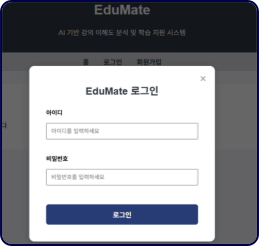 EduMate
AI 기반 강의 이해도 분석 및 학습 지원 시스템
홈 로그인 회원가입
×
EduMate 로그인
아이디
아이디를 입력하세요
다
비밀번호
비밀번호를 입력하세요
로그인